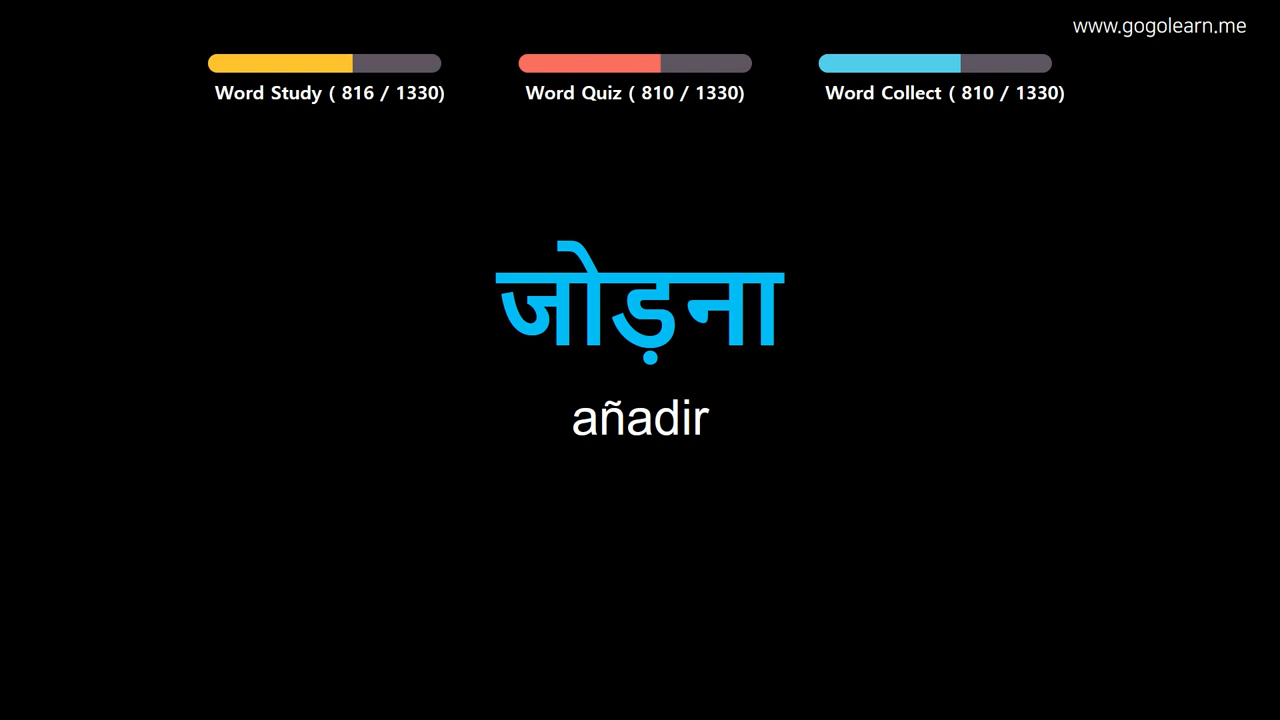 www.gogolearn.me
Word Study ( 816 / 1330)
Word Quiz ( 810 / 1330)
Word Collect ( 810 / 1330)
जोड़ना
añadir